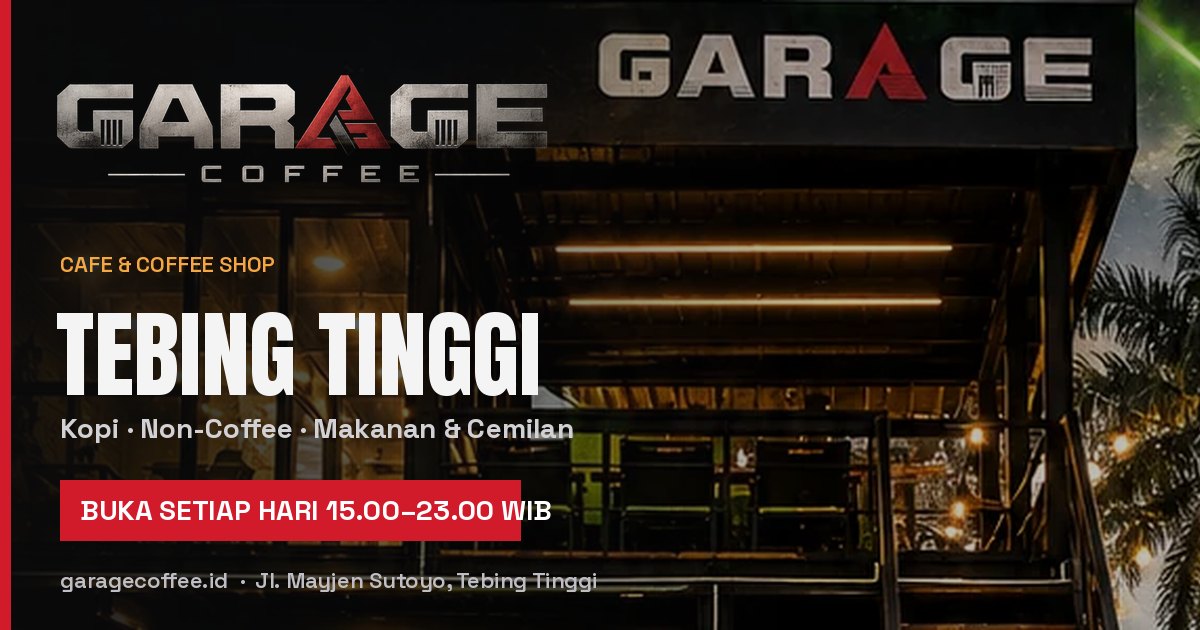 GARAGE
GARAGE
COFFEE
CAFE & COFFEE SHOP
TEBING TINGGI
Kopi · Non-Coffee · Makanan & Cemilan
BUKA SETIAP HARI 15.00–23.00 WIB
garagecoffee.id · Jl. Mayjen Sutoyo, Tebing Tinggi